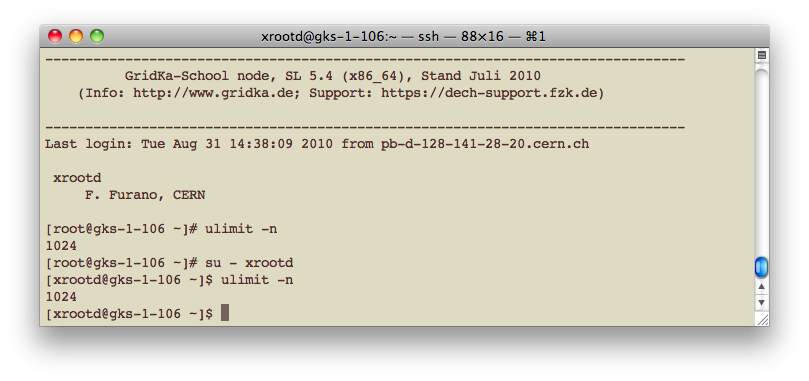 xrootd@gks-1-106:~ — ssh — 88×16 — ⌘1
--------------------------------------------------------------------------------
GridKa-School node, SL 5.4 (x86_64), Stand Juli 2010
(Info: http://www.gridka.de; Support: https://dech-support.fzk.de)
--------------------------------------------------------------------------------
Last login: Tue Aug 31 14:38:09 2010 from pb-d-128-141-28-20.cern.ch
xrootd
F. Furano, CERN
[root@gks-1-106 ~]# ulimit -n
1024
[root@gks-1-106 ~]# su - xrootd
[xrootd@gks-1-106 ~]$ ulimit -n
1024
[xrootd@gks-1-106 ~]$